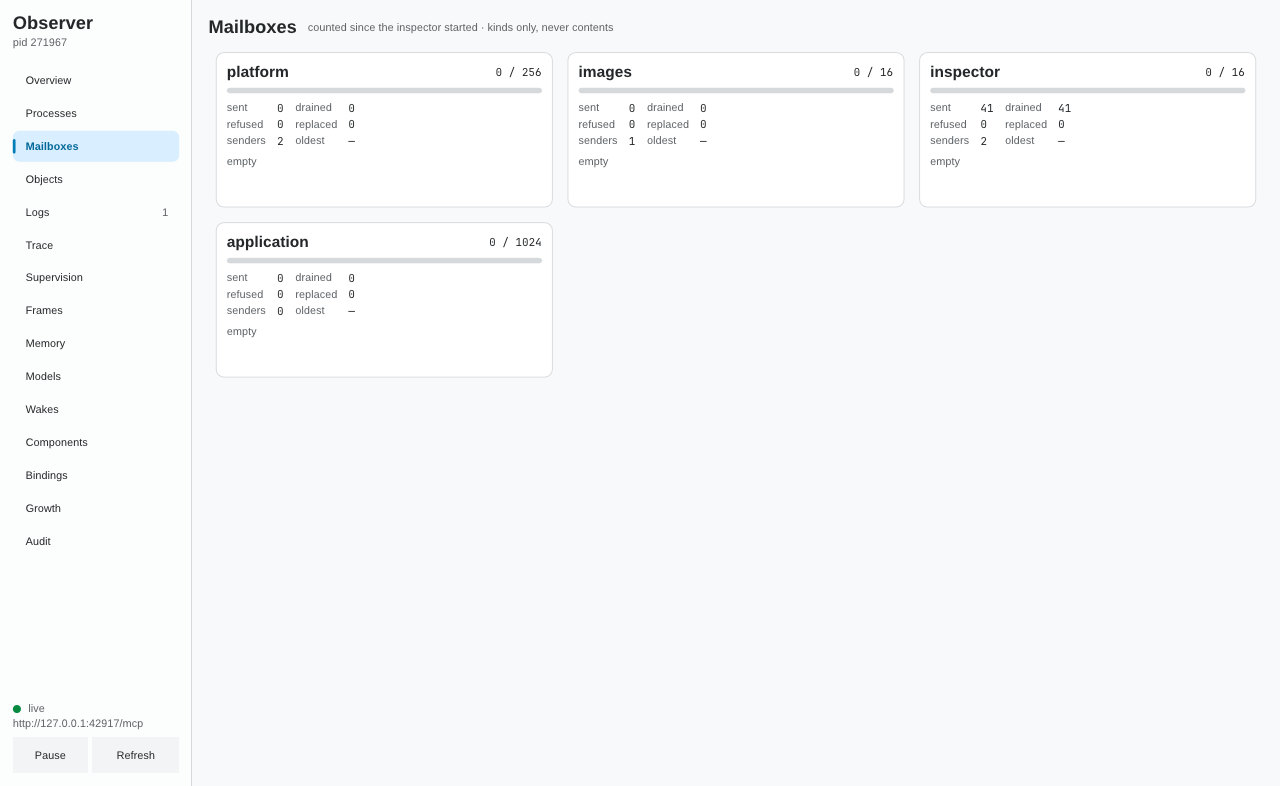 Observer
pid 271967
Overview
Processes
Mailboxes
Objects
Logs 1
Trace
Supervision
Frames
Memory
Models
Wakes
Components
Bindings
Growth
Audit
live
http://127.0.0.1:42917/mcp
Pause Refresh
Mailboxes counted since the inspector started · kinds only, never contents
platform 0 / 256
sent 0 drained 0
refused 0 replaced 0
senders 2 oldest —
empty
images 0 / 16
sent 0 drained 0
refused 0 replaced 0
senders 1 oldest —
empty
inspector 0 / 16
sent 41 drained 41
refused 0 replaced 0
senders 2 oldest —
empty
application 0 / 1024
sent 0 drained 0
refused 0 replaced 0
senders 0 oldest —
empty